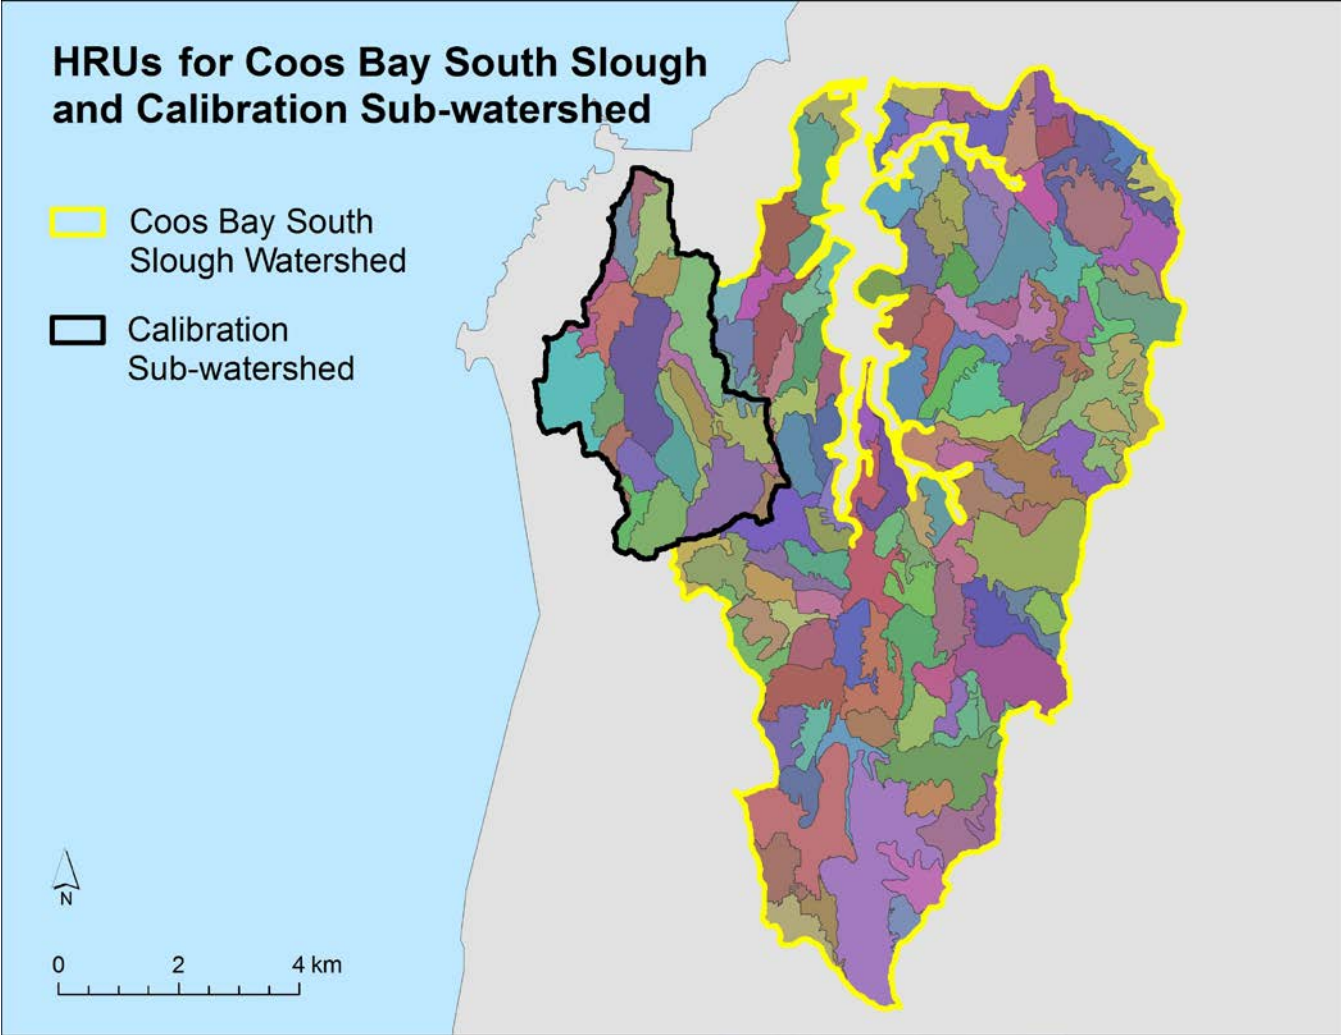 HRUs for Coos Bay South Slough
and Calibration Sub-watershed
Coos Bay South
Slough Watershed
Calibration
Sub-watershed
N
0 2 4 km